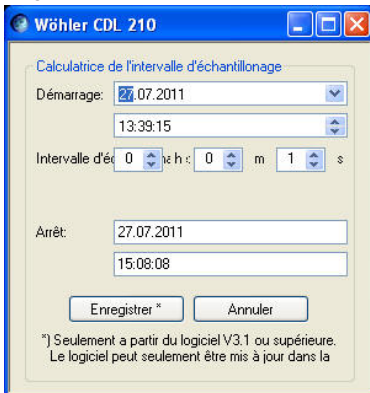 Wöhler CDL 210
Calculatrice de l'intervalle d'échantillonage
Démarrage: 27.07.2011
13:39:15
Intervalle d'é 0 h 0 m 1 s
Arrêt: 27.07.2011
15:08:08
Enregistrer * Annuler
*) Seulement a partir du logiciel V3.1 ou supérieure.
Le logiciel peut seulement être mis à jour dans la